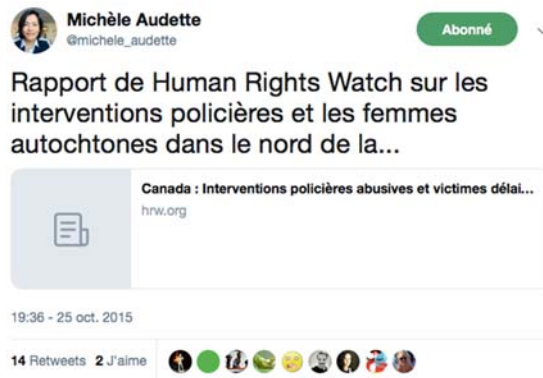 Michèle Audette
@michele_audette
Abonné
Rapport de Human Rights Watch sur les
interventions policières et les femmes
autochtones dans le nord de la...
Canada : Interventions policières abusives et victimes délai...
hrw.org
19:36 - 25 oct. 2015
14 Retweets 2 J'aime